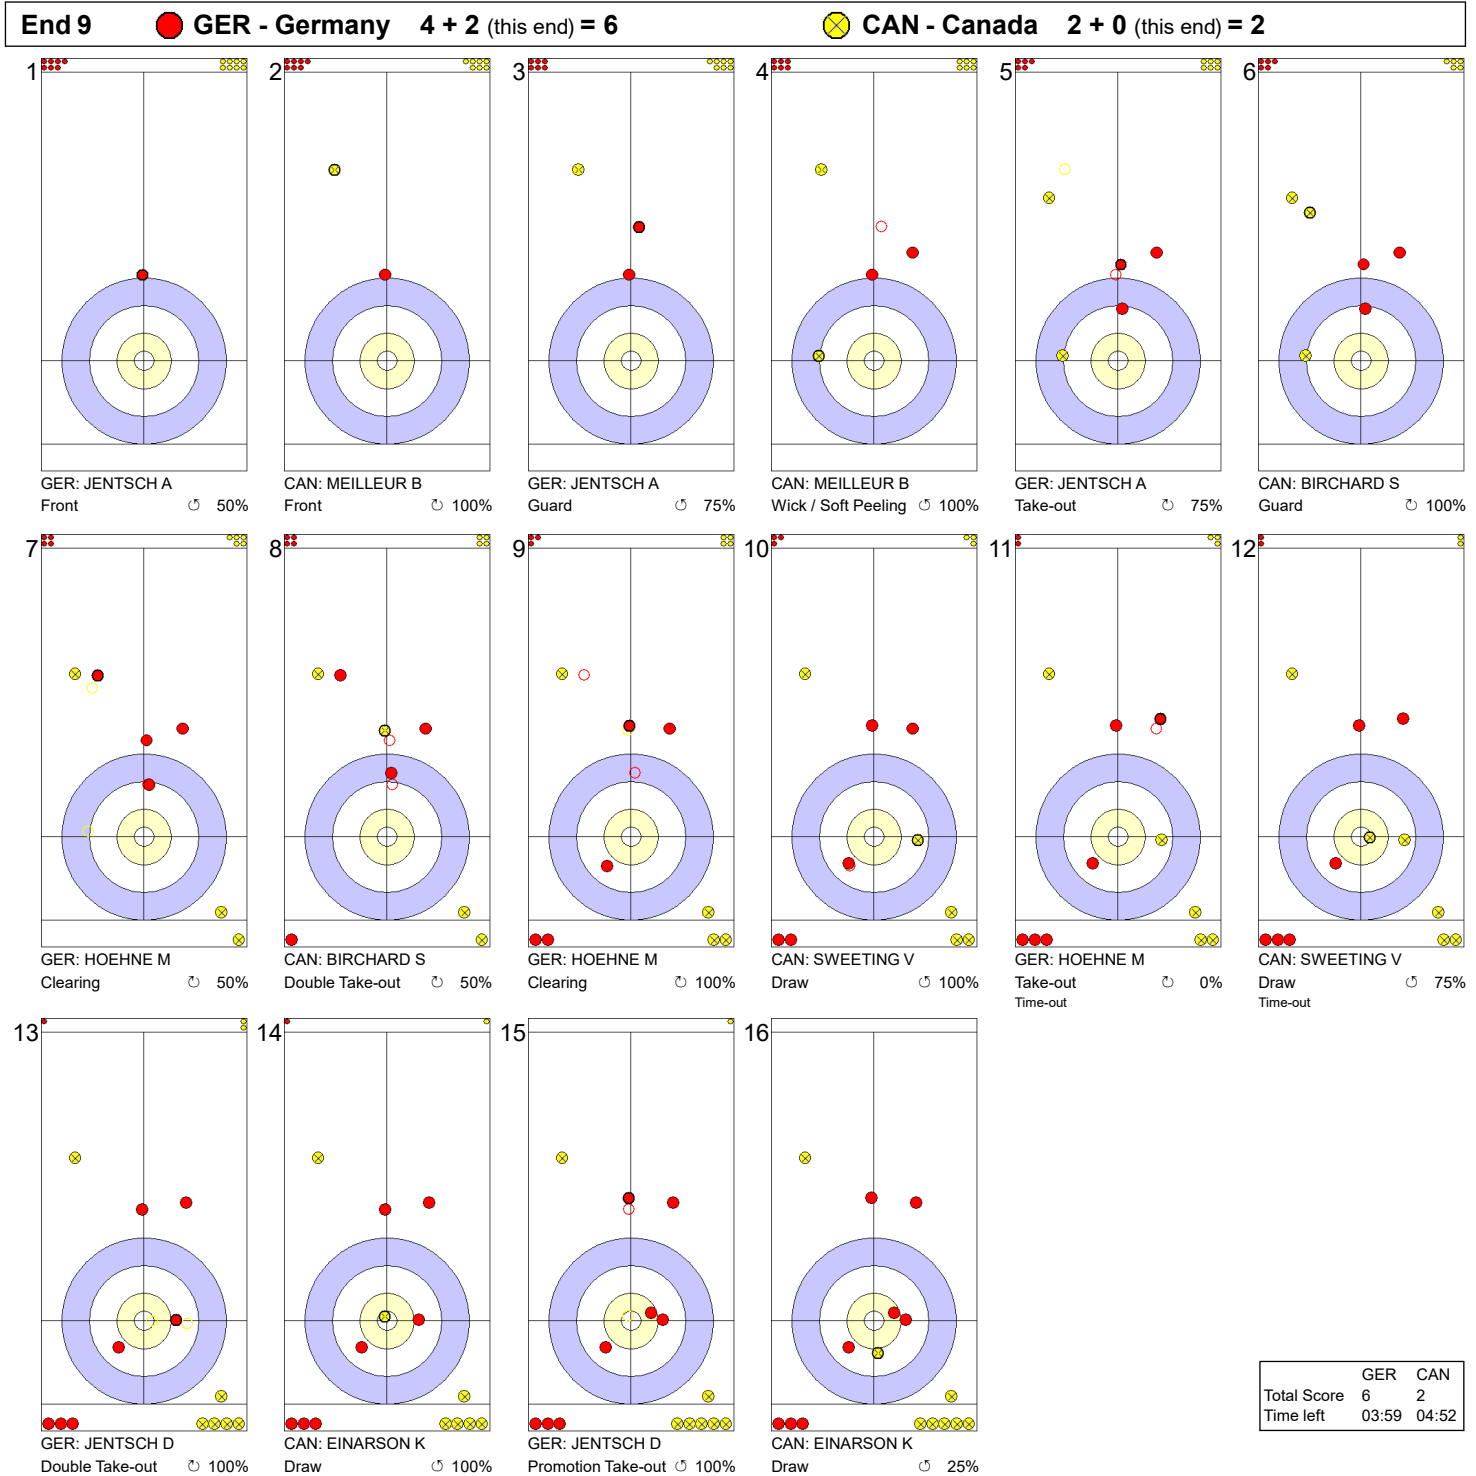 End 9 GER - Germany 4 + 2 (this end) = 6 CAN - Canada 2 + 0 (this end) = 2
1 2 3 4 5 6
GER: JENTSCH A CAN: MEILLEUR B GER: JENTSCH A CAN: MEILLEUR B GER: JENTSCH A CAN: BIRCHARD S
Front ↺ 50% Front ↻ 100% Guard ↺ 75% Wick / Soft Peeling ↺ 100% Take-out ↻ 75% Guard ↻ 100%
7 8 9 10 11 12
GER: HOEHNE M CAN: BIRCHARD S GER: HOEHNE M CAN: SWEETING V GER: HOEHNE M CAN: SWEETING V
Clearing ↻ 50% Double Take-out ↻ 50% Clearing ↻ 100% Draw ↺ 100% Take-out ↻ 0% Draw ↺ 75%
Time-out Time-out
13 14 15 16
GER: JENTSCH D CAN: EINARSON K GER: JENTSCH D CAN: EINARSON K
Double Take-out ↻ 100% Draw ↺ 100% Promotion Take-out ↺ 100% Draw ↺ 25%
GER CAN
Total Score 6 2
Time left 03:59 04:52